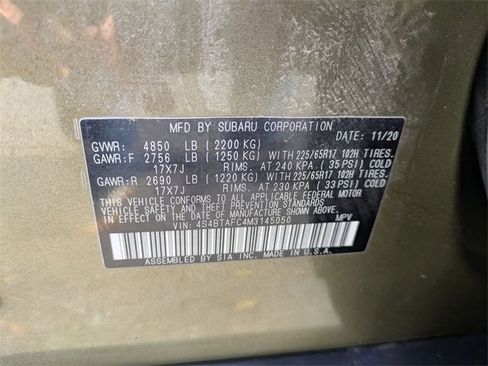 MFD BY SUBARU CORPORATION DATE: 11/20
GVWR: 4850 LB (2200 KG)
GAWR:F 2756 LB (1250 KG) WITH 225/65R17 102H TIRES.
17X7J RIMS. AT 240 KPA (35 PSI) COLD
GAWR:R 2690 LB (1220 KG) WITH 225/65R17 102H TIRES.
17X7J RIMS. AT 230 KPA (33 PSI) COLD
THIS VEHICLE CONFORMS TO ALL APPLICABLE FEDERAL MOTOR
VEHICLE SAFETY AND BUMPER STANDARDS
IN EFFECT ON THE DATE OF MANUFACTURE SHOWN ABOVE.
VIN: 4S4BTAFC4M3145050 MPV
ASSEMBLED BY SIA INC. MADE IN U.S.A.